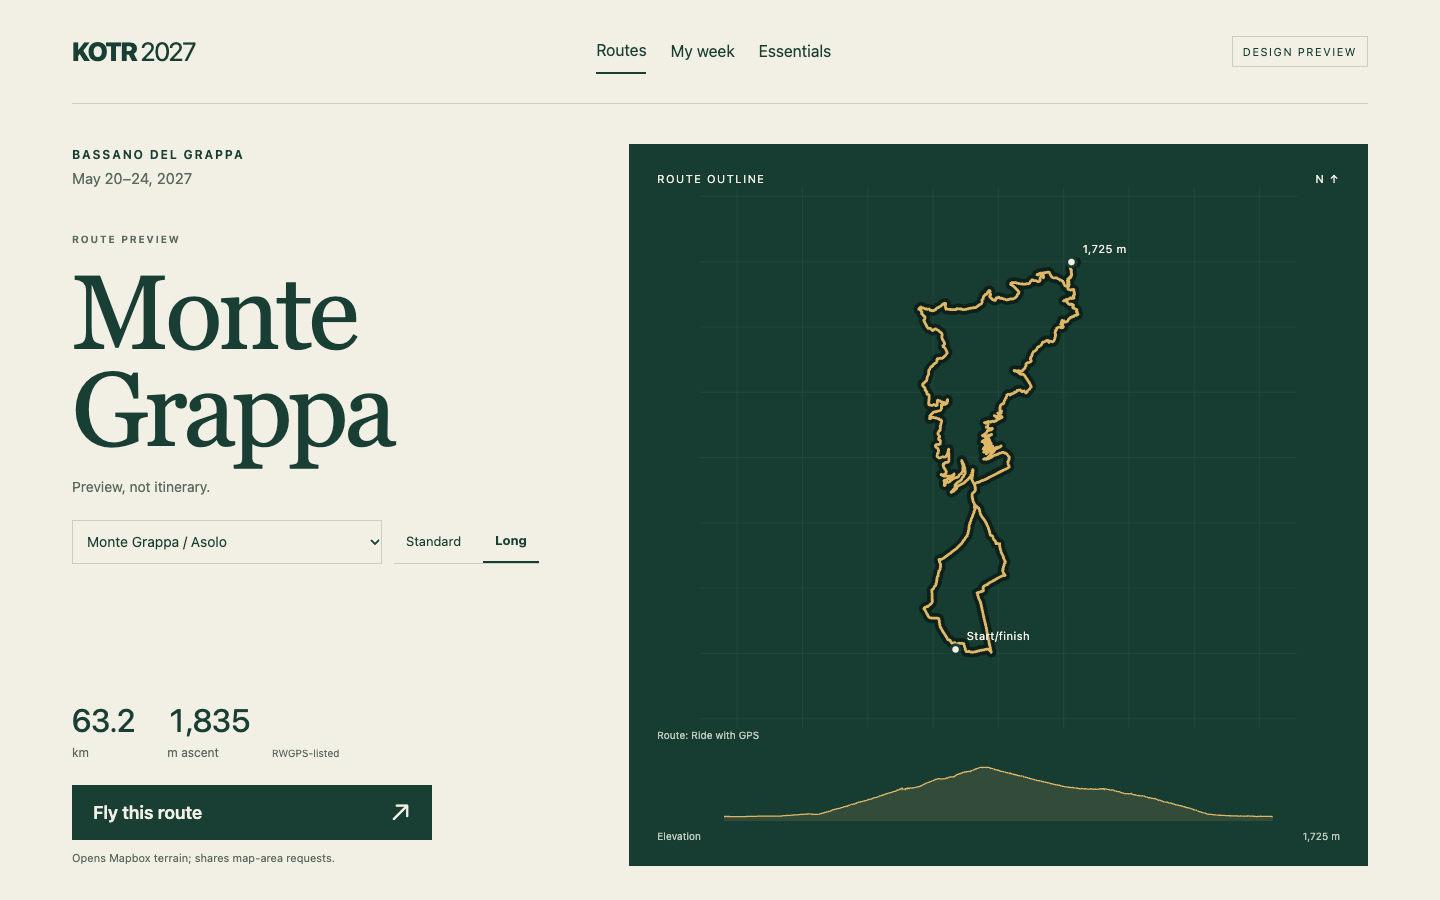 KOTR 2027
Routes
My week
Essentials
DESIGN PREVIEW
BASSANO DEL GRAPPA
May 20–24, 2027
ROUTE PREVIEW
Monte
Grappa
Preview, not itinerary.
Monte Grappa / Asolo
Standard
Long
63.2
km
1,835
m ascent
RWGPS-listed
Fly this route
Opens Mapbox terrain; shares map-area requests.
ROUTE OUTLINE
N ↑
1,725 m
Start/finish
Route: Ride with GPS
Elevation
1,725 m